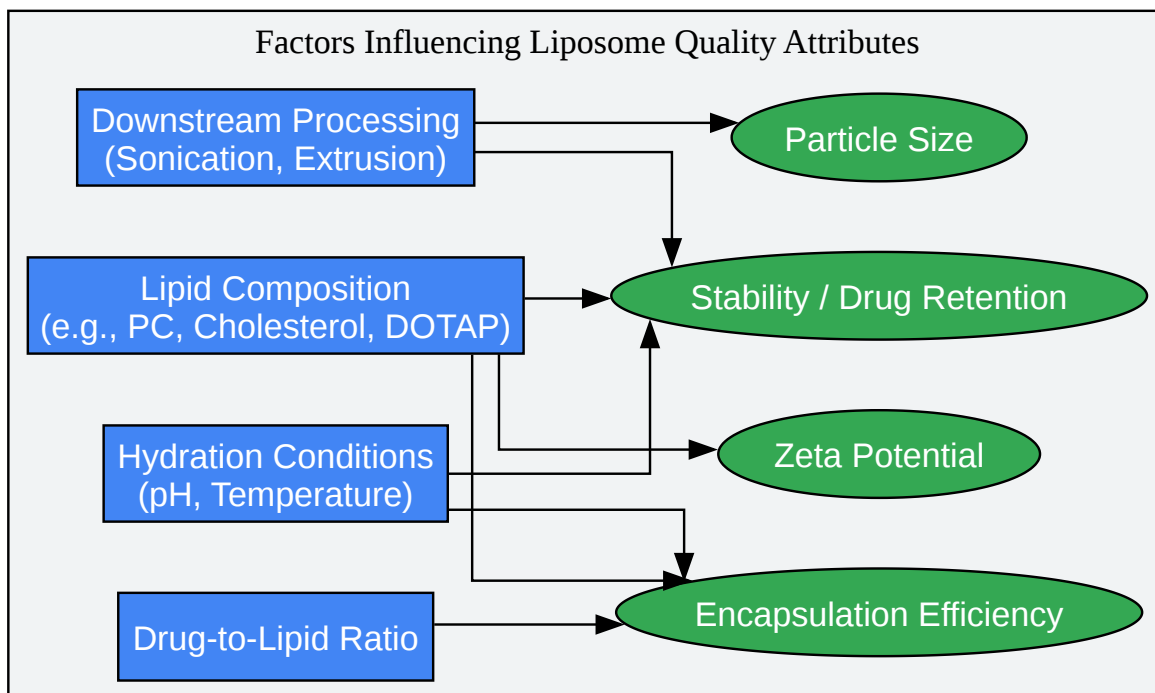 Factors Influencing Liposome Quality Attributes
Downstream Processing
(Sonication, Extrusion)
Particle Size
Lipid Composition
(e.g., PC, Cholesterol, DOTAP)
Stability / Drug Retention
Hydration Conditions
(pH, Temperature)
Zeta Potential
Drug-to-Lipid Ratio
Encapsulation Efficiency